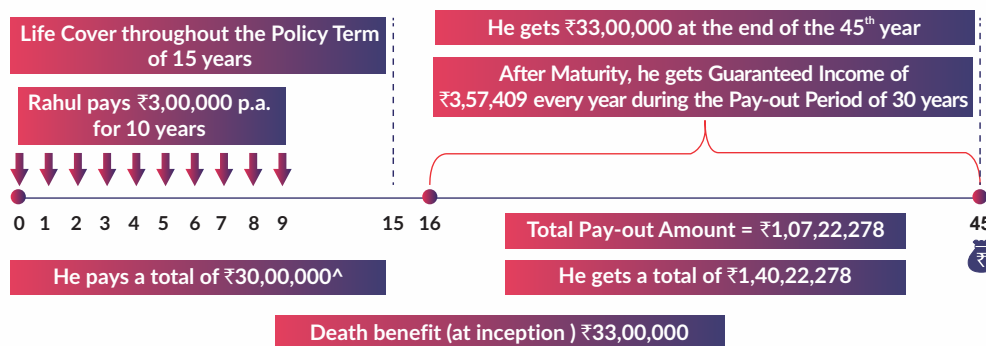 Life Cover throughout the Policy Term
of 15 years
He gets ₹33,00,000 at the end of the 45th year
After Maturity, he gets Guaranteed Income of
₹3,57,409 every year during the Pay-out Period of 30 years
Rahul pays ₹3,00,000 p.a.
for 10 years
0 1 2 3 4 5 6 7 8 9 15 16 45
Total Pay-out Amount = ₹1,07,22,278
He pays a total of ₹30,00,000^
He gets a total of ₹1,40,22,278
₹
Death benefit (at inception ) ₹33,00,000